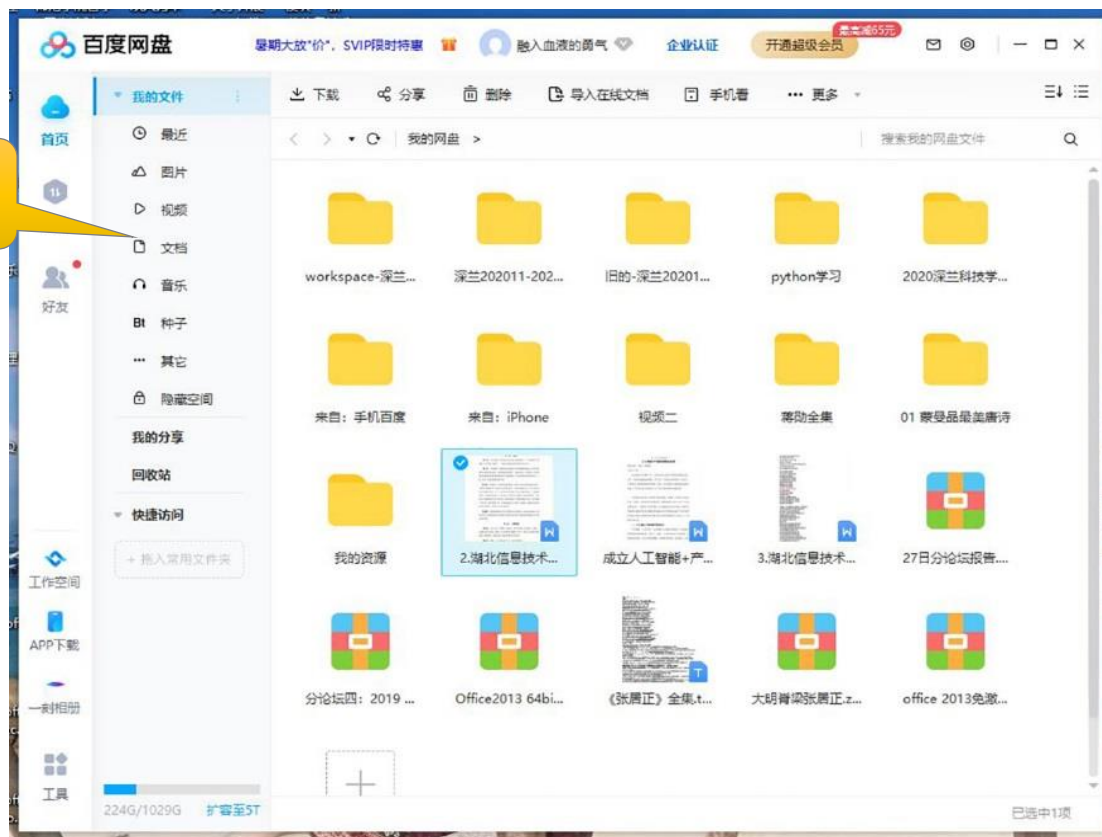 百度网盘
暑期大放"价"，SVIP限时特惠
融入血液的勇气
企业认证
开通超级会员
最高减65元
首页
好友
工作空间
APP下载
一刻相册
工具
我的文件
最近
图片
视频
文档
音乐
Bt 种子
其它
隐藏空间
我的分享
回收站
快捷访问
+ 拖入常用文件夹
224G/1029G 扩容至5T
下载 分享 删除 导入在线文档 手机看 ••• 更多
我的网盘 >
搜索我的网盘文件
workspace-深兰... 深兰202011-202... 旧的-深兰20201... python学习 2020深兰科技学...
来自：手机百度 来自：iPhone 视频二 蒋勋全集 01 蒙曼品最美唐诗
我的资源 2.湖北信息技术... 成立人工智能+产... 3.湖北信息技术... 27日分论坛报告....
分论坛四：2019 ... Office2013 64bi... 《张居正》全集.t... 大明脊梁张居正.z... office 2013免激...
已选中1项